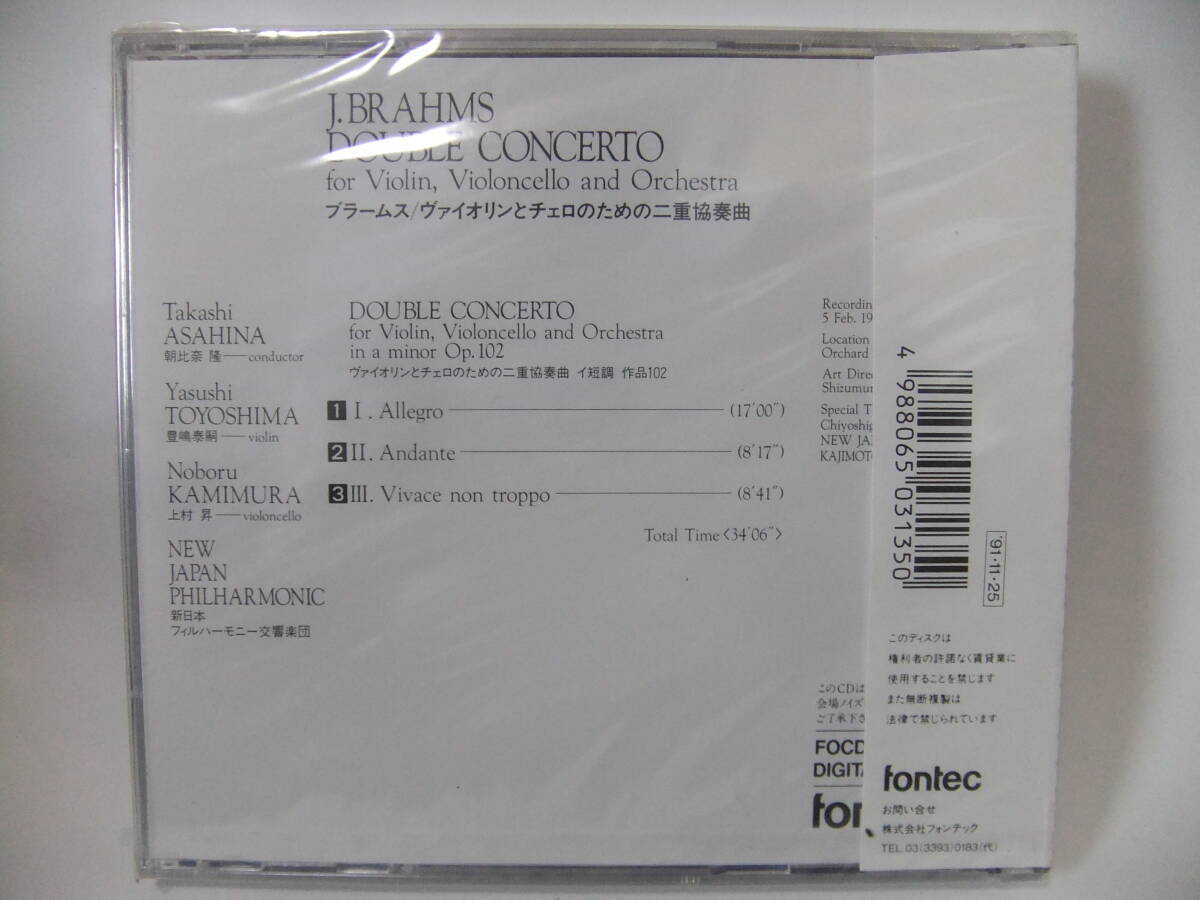 J.BRAHMS
DOUBLE CONCERTO
for Violin, Violoncello and Orchestra
ブラームス/ヴァイオリンとチェロのための二重協奏曲
Takashi
ASAHINA
朝比奈 隆──conductor
Yasushi
TOYOSHIMA
豊嶋泰嗣──violin
Noboru
KAMIMURA
上村 昇──violoncello
NEW
JAPAN
PHILHARMONIC
新日本
フィルハーモニー交響楽団
DOUBLE CONCERTO
for Violin, Violoncello and Orchestra
in a minor Op.102
ヴァイオリンとチェロのための二重協奏曲 イ短調 作品102
1 I. Allegro (17′00″)
2 II. Andante (8′17″)
3 III. Vivace non troppo (8′41″)
Total Time〈34′06″〉
Recording
5 Feb. 19
Location
Orchard
Art Direc
Shizumur
Special T
Chiyoshig
NEW JA
KAJIMOTO
このCDは
会場ノイズ
ご了承下さ
FOCD
DIGITA
fon
4 988065 031350
'91·11·25
このディスクは
権利者の許諾なく賃貸業に
使用することを禁じます
また無断複製は
法律で禁じられています.
fontec
お問い合せ
株式会社フォンテック
TEL.03(3393)0183(代)